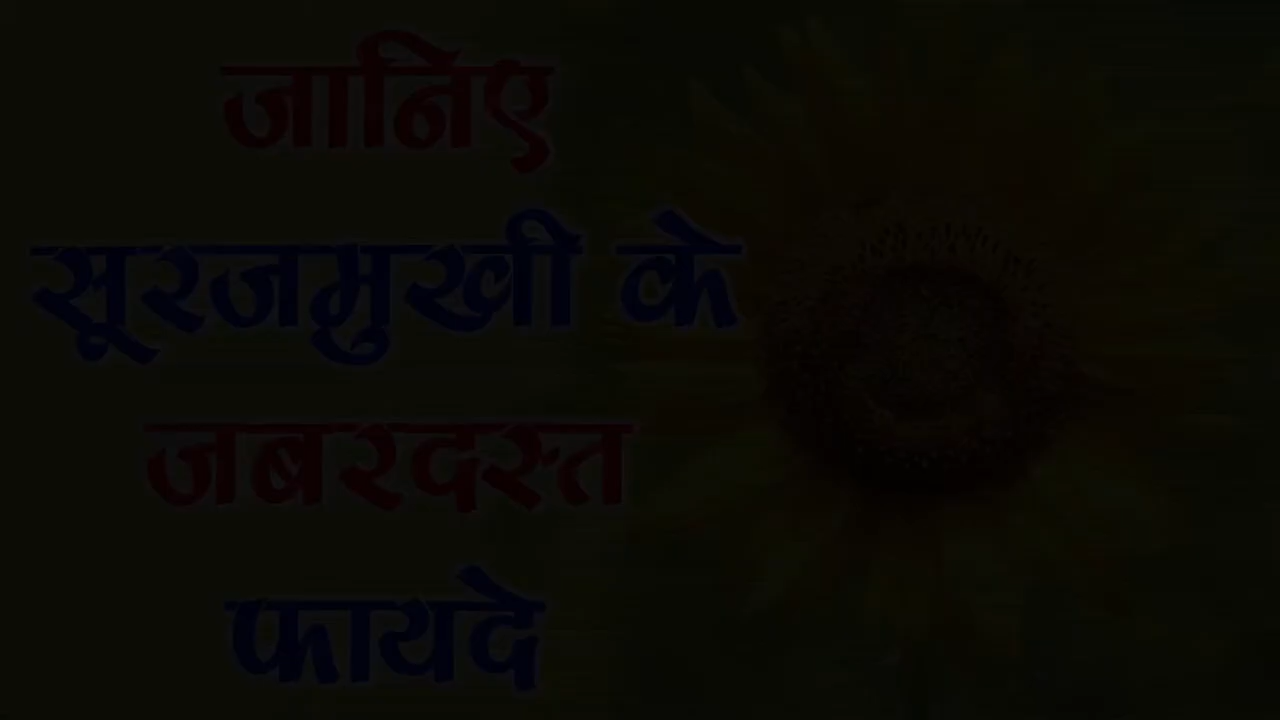 जानिए
सूरजमुखी के
जबरदस्त
फायदे